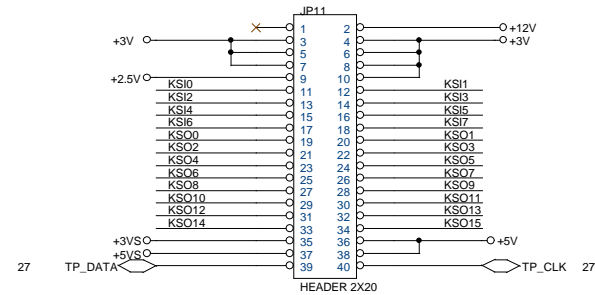 JP11
1 2 +12V
+3V 3 4 +3V
5 6
7 8
+2.5V 9 10
KSI0 11 12 KSI1
KSI2 13 14 KSI3
KSI4 15 16 KSI5
KSI6 17 18 KSI7
KSO0 19 20 KSO1
KSO2 21 22 KSO3
KSO4 23 24 KSO5
KSO6 25 26 KSO7
KSO8 27 28 KSO9
KSO10 29 30 KSO11
KSO12 31 32 KSO13
KSO14 33 34 KSO15
+3VS 35 36 +5V
+5VS 37 38
27 TP_DATA 39 40 TP_CLK 27
HEADER 2X20